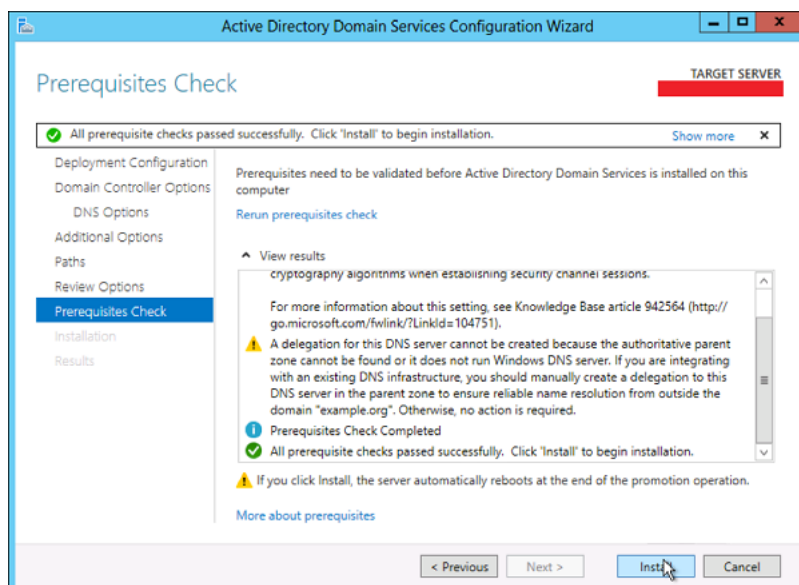 Active Directory Domain Services Configuration Wizard
Prerequisites Check
TARGET SERVER
All prerequisite checks passed successfully.  Click 'Install' to begin installation.
Show more
Deployment Configuration
Domain Controller Options
DNS Options
Additional Options
Paths
Review Options
Prerequisites Check
Installation
Results
Prerequisites need to be validated before Active Directory Domain Services is installed on this
computer
Rerun prerequisites check
View results
cryptography algorithms when establishing security channel sessions.
For more information about this setting, see Knowledge Base article 942564 (http://
go.microsoft.com/fwlink/?LinkId=104751).
A delegation for this DNS server cannot be created because the authoritative parent
zone cannot be found or it does not run Windows DNS server. If you are integrating
with an existing DNS infrastructure, you should manually create a delegation to this
DNS server in the parent zone to ensure reliable name resolution from outside the
domain "example.org". Otherwise, no action is required.
Prerequisites Check Completed
All prerequisite checks passed successfully.  Click 'Install' to begin installation.
If you click Install, the server automatically reboots at the end of the promotion operation.
More about prerequisites
< Previous
Next >
Install
Cancel